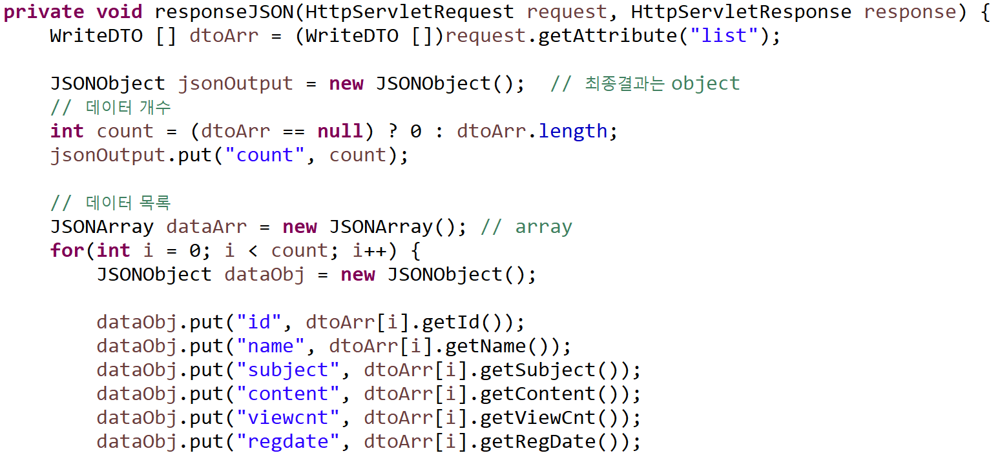 private void responseJSON(HttpServletRequest request, HttpServletResponse response) {
WriteDTO [] dtoArr = (WriteDTO [])request.getAttribute("list");
JSONObject jsonOutput = new JSONObject();  // 최종결과는 object
// 데이터 개수
int count = (dtoArr == null) ? 0 : dtoArr.length;
jsonOutput.put("count", count);
// 데이터 목록
JSONArray dataArr = new JSONArray(); // array
for(int i = 0; i < count; i++) {
JSONObject dataObj = new JSONObject();
dataObj.put("id", dtoArr[i].getId());
dataObj.put("name", dtoArr[i].getName());
dataObj.put("subject", dtoArr[i].getSubject());
dataObj.put("content", dtoArr[i].getContent());
dataObj.put("viewcnt", dtoArr[i].getViewCnt());
dataObj.put("regdate", dtoArr[i].getRegDate());